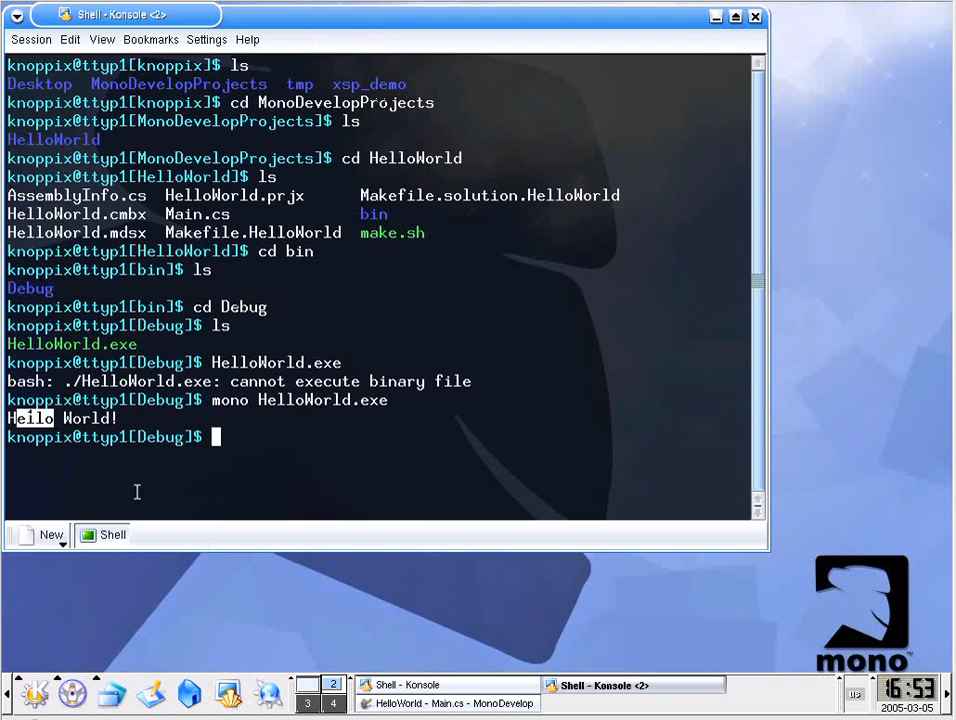 Shell - Konsole <2>
Session Edit View Bookmarks Settings Help
knoppix@ttyp1[knoppix]$ ls
Desktop MonoDevelopProjects tmp xsp_demo
knoppix@ttyp1[knoppix]$ cd MonoDevelopProjects
knoppix@ttyp1[MonoDevelopProjects]$ ls
HelloWorld
knoppix@ttyp1[MonoDevelopProjects]$ cd HelloWorld
knoppix@ttyp1[HelloWorld]$ ls
AssemblyInfo.cs HelloWorld.prjx Makefile.solution.HelloWorld
HelloWorld.cmbx Main.cs bin
HelloWorld.mdsx Makefile.HelloWorld make.sh
knoppix@ttyp1[HelloWorld]$ cd bin
knoppix@ttyp1[bin]$ ls
Debug
knoppix@ttyp1[bin]$ cd Debug
knoppix@ttyp1[Debug]$ ls
HelloWorld.exe
knoppix@ttyp1[Debug]$ HelloWorld.exe
bash: ./HelloWorld.exe: cannot execute binary file
knoppix@ttyp1[Debug]$ mono HelloWorld.exe
Hello World!
knoppix@ttyp1[Debug]$
New Shell
mono™
2 Shell - Konsole Shell - Konsole <2> us 16:53
3 4 HelloWorld - Main.cs - MonoDevelop 2005-03-05